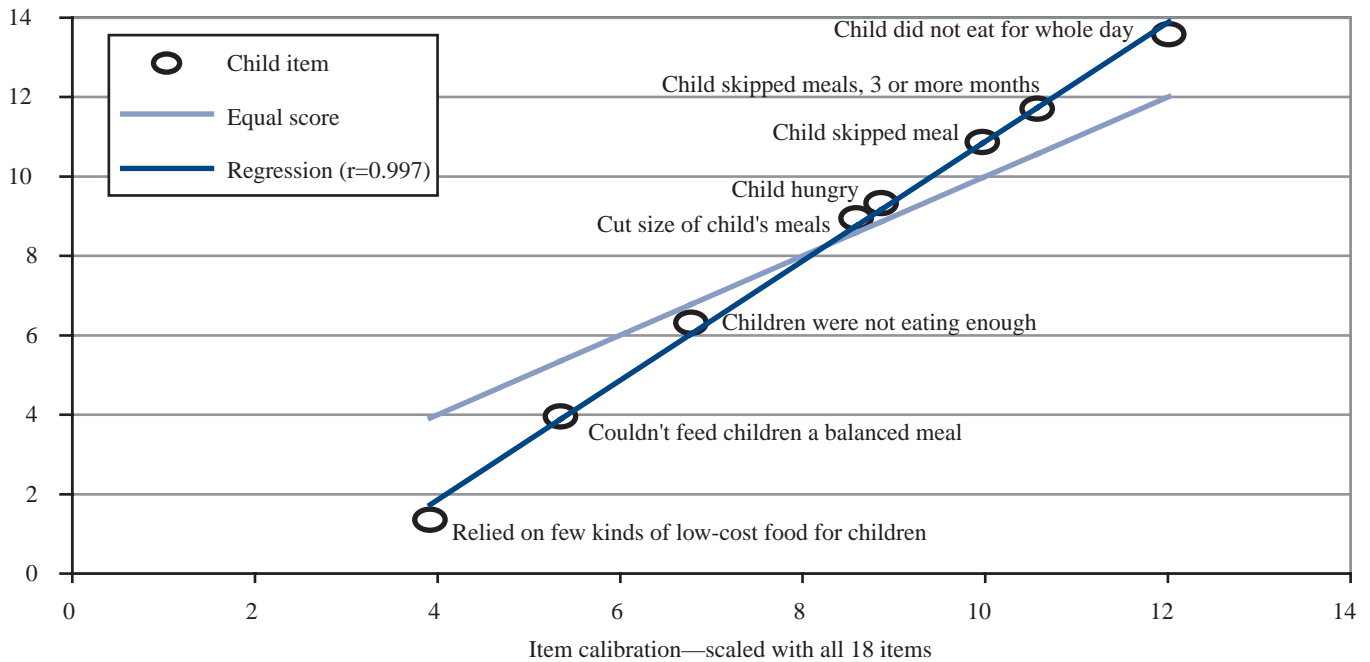 14
12
10
8
6
4
2
0
Child item
Equal score
Regression (r=0.997)
Child did not eat for whole day
Child skipped meals, 3 or more months
Child skipped meal
Child hungry
Cut size of child's meals
Children were not eating enough
Couldn't feed children a balanced meal
Relied on few kinds of low-cost food for children
0 2 4 6 8 10 12 14
Item calibration—scaled with all 18 items